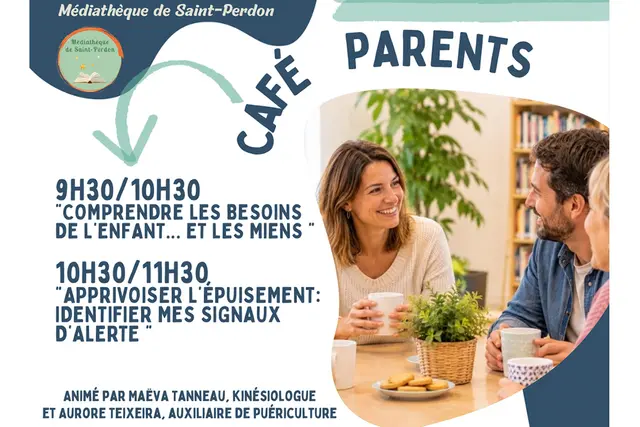 Médiathèque de Saint-Perdon
Médiathèque
de Saint-Perdon
CAFÉ PARENTS
9H30/10H30
"COMPRENDRE LES BESOINS
DE L'ENFANT... ET LES MIENS "
10H30/11H30
"APPRIVOISER L'ÉPUISEMENT:
IDENTIFIER MES SIGNAUX
D'ALERTE "
ANIMÉ PAR MAËVA TANNEAU, KINÉSIOLOGUE
ET AURORE TEIXEIRA, AUXILIAIRE DE PUÉRICULTURE